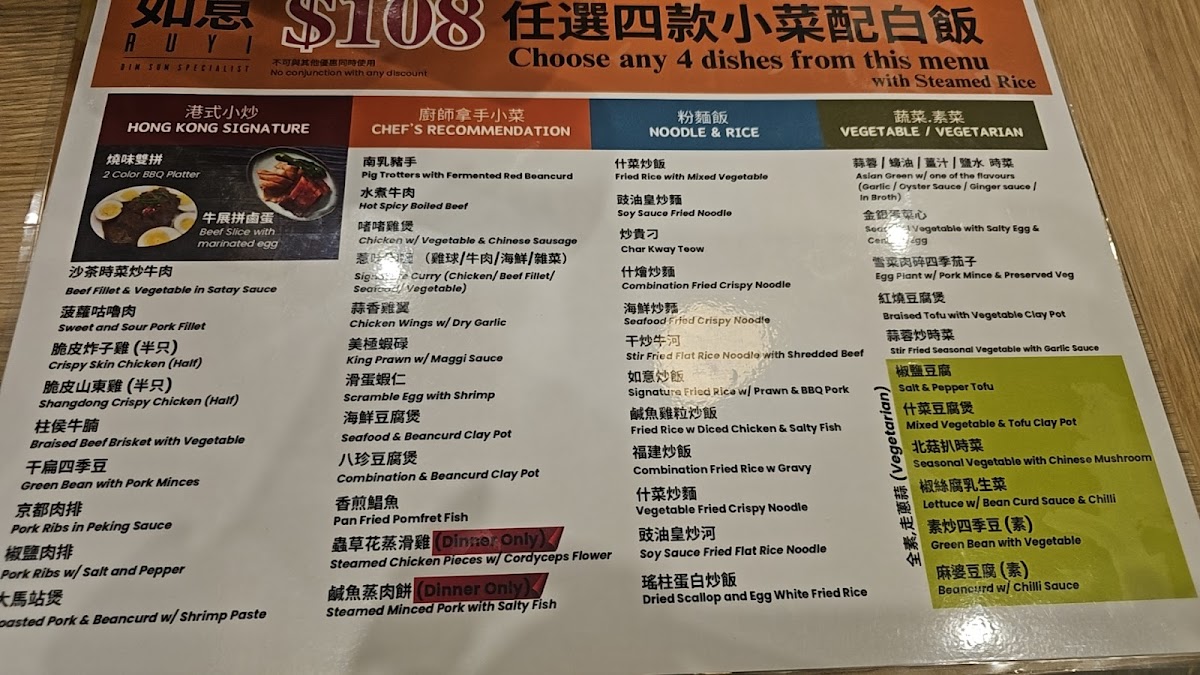 如意
RUYI
DIM SUM SPECIALIST
$108
不可與其他優惠同時使用
No conjunction with any discount
任選四款小菜配白飯
Choose any 4 dishes from this menu
with Steamed Rice
港式小炒
HONG KONG SIGNATURE
燒味雙拼
2 Color BBQ Platter
牛展拼鹵蛋
Beef Slice with
marinated egg
沙茶時菜炒牛肉
Beef Fillet & Vegetable in Satay Sauce
菠蘿咕嚕肉
Sweet and Sour Pork Fillet
脆皮炸子雞 (半只)
Crispy Skin Chicken (Half)
脆皮山東雞 (半只)
Shangdong Crispy Chicken (Half)
柱侯牛腩
Braised Beef Brisket with Vegetable
干扁四季豆
Green Bean with Pork Minces
京都肉排
Pork Ribs in Peking Sauce
椒鹽肉排
Pork Ribs w/ Salt and Pepper
大馬站煲
oasted Pork & Beancurd w/ Shrimp Paste
廚師拿手小菜
CHEF'S RECOMMENDATION
南乳豬手
Pig Trotters with Fermented Red Beancurd
水煮牛肉
Hot Spicy Boiled Beef
啫啫雞煲
Chicken w/ Vegetable & Chinese Sausage
惹味 (雞球/牛肉/海鮮/雜菜)
Signature Curry (Chicken/ Beef Fillet/
Seafood/ Vegetable)
蒜香雞翼
Chicken Wings w/ Dry Garlic
美極蝦碌
King Prawn w/ Maggi Sauce
滑蛋蝦仁
Scramble Egg with Shrimp
海鮮豆腐煲
Seafood & Beancurd Clay Pot
八珍豆腐煲
Combination & Beancurd Clay Pot
香煎鯧魚
Pan Fried Pomfret Fish
蟲草花蒸滑雞 (Dinner Only)
Steamed Chicken Pieces w/ Cordyceps Flower
鹹魚蒸肉餅 (Dinner Only)
Steamed Minced Pork with Salty Fish
粉麵飯
NOODLE & RICE
什菜炒飯
Fried Rice with Mixed Vegetable
豉油皇炒麵
Soy Sauce Fried Noodle
炒貴刁
Char Kway Teow
什燴炒麵
Combination Fried Crispy Noodle
海鮮炒麵
Seafood Fried Crispy Noodle
干炒牛河
Stir Fried Flat Rice Noodle with Shredded Beef
如意炒飯
Signature Fried Rice w/ Prawn & BBQ Pork
鹹魚雞粒炒飯
Fried Rice w Diced Chicken & Salty Fish
福建炒飯
Combination Fried Rice w Gravy
什菜炒麵
Vegetable Fried Crispy Noodle
豉油皇炒河
Soy Sauce Fried Flat Rice Noodle
瑤柱蛋白炒飯
Dried Scallop and Egg White Fried Rice
蔬菜.素菜
VEGETABLE / VEGETARIAN
蒜蓉 / 蠔油 / 薑汁 / 鹽水 時菜
Asian Green w/ one of the flavours
(Garlic / Oyster Sauce / Ginger sauce /
In Broth)
金銀蛋菜心
Seasonal Vegetable with Salty Egg &
Century Egg
雪菜肉碎四季茄子
Egg Plant w/ Pork Mince & Preserved Veg
紅燒豆腐煲
Braised Tofu with Vegetable Clay Pot
蒜蓉炒時菜
Stir Fried Seasonal Vegetable with Garlic Sauce
全素,走蔥蒜 (Vegetarian)
椒鹽豆腐
Salt & Pepper Tofu
什菜豆腐煲
Mixed Vegetable & Tofu Clay Pot
北菇扒時菜
Seasonal Vegetable with Chinese Mushroom
椒絲腐乳生菜
Lettuce w/ Bean Curd Sauce & Chilli
素炒四季豆 (素)
Green Bean with Vegetable
麻婆豆腐 (素)
Beancurd w/ Chilli Sauce